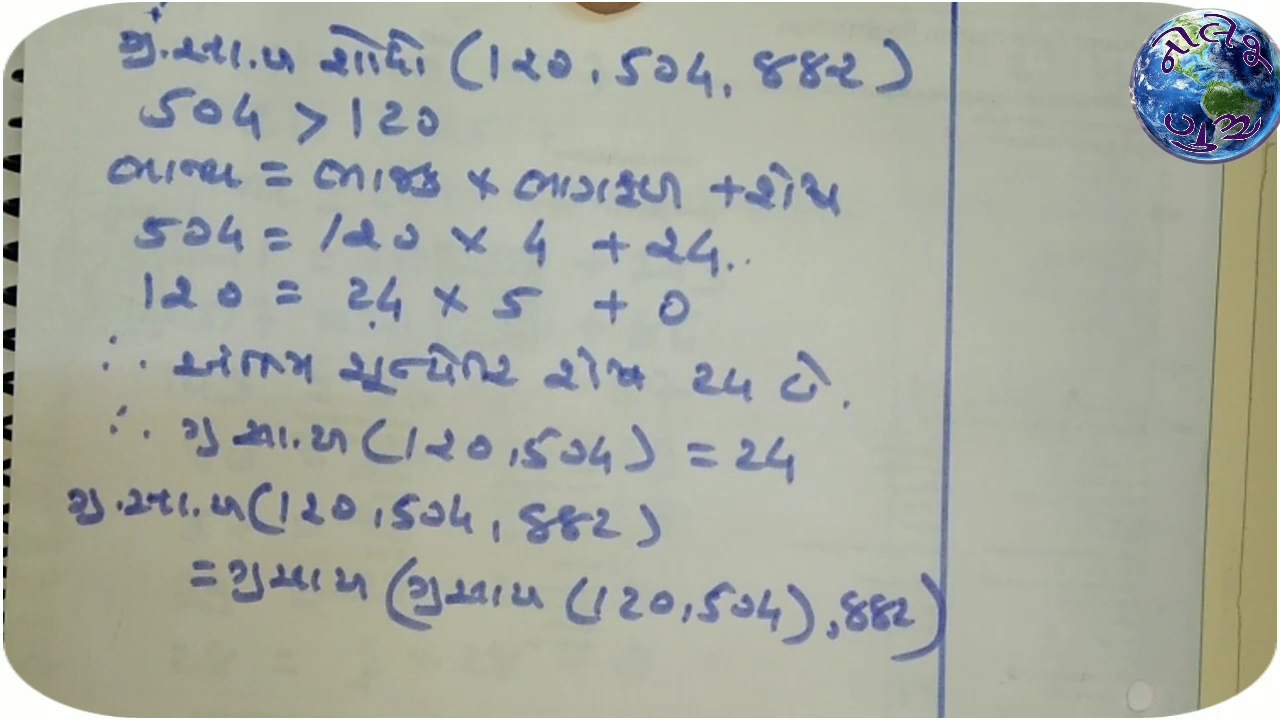 ગુ.સા.અ શોધો (120, 504, 882)
504 > 120
ભાજ્ય = ભાજક × ભાગફળ + શેષ
504 = 120 × 4 + 24.
120 = 24 × 5 + 0
∴ અંતિમ શૂન્યેતર શેષ 24 છે.
∴ ગુસા.અ (120,504) = 24
ગુ.સા.અ (120,504, 882)
= ગુસાઅ (ગુસાઅ (120,504), 882)